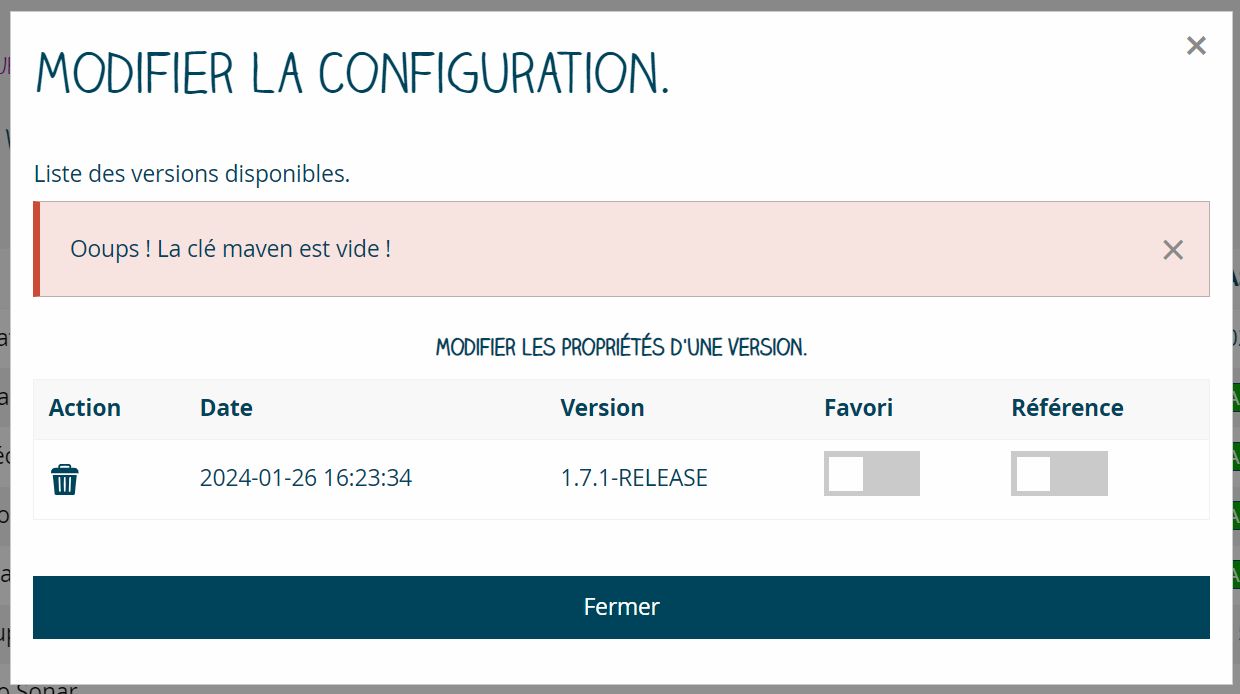 MODIFIER LA CONFIGURATION.
Liste des versions disponibles.
Ooups ! La clé maven est vide !
MODIFIER LES PROPRIÉTÉS D'UNE VERSION.
Action Date Version Favori Référence
2024-01-26 16:23:34 1.7.1-RELEASE
Fermer
Sonar